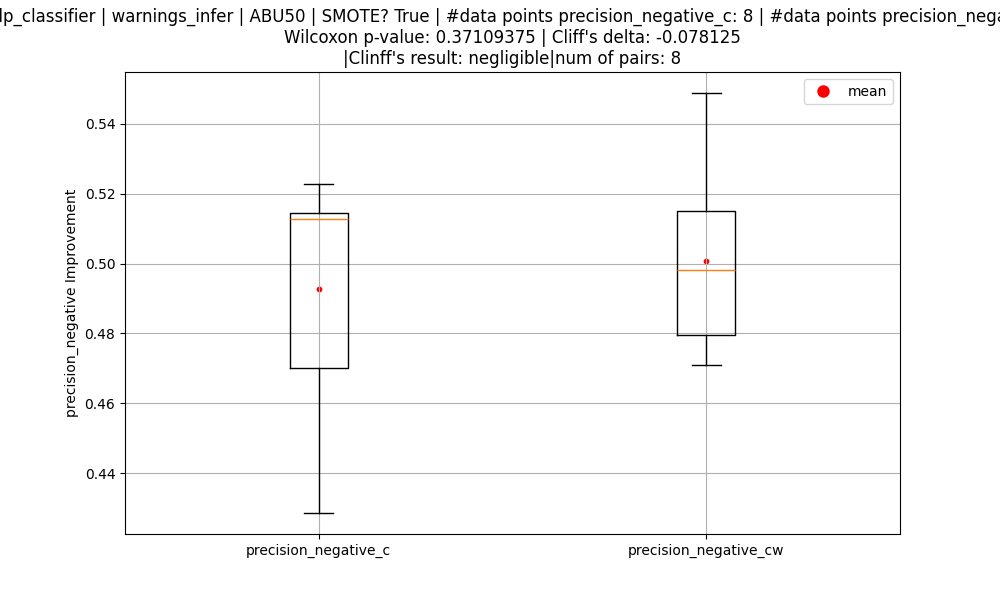 lp_classifier | warnings_infer | ABU50 | SMOTE? True | #data points precision_negative_c: 8 | #data points precision_nega
Wilcoxon p-value: 0.37109375 | Cliff's delta: -0.078125
|Clinff's result: negligible|num of pairs: 8
mean
0.54
0.52
0.50
0.48
0.46
0.44
precision_negative Improvement
precision_negative_c
precision_negative_cw